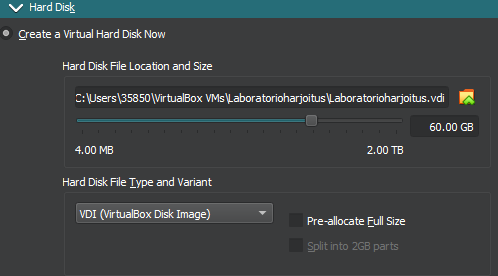 Hard Disk
Create a Virtual Hard Disk Now
Hard Disk File Location and Size
C:\Users\35850\VirtualBox VMs\Laboratorioharjoitus\Laboratorioharjoitus.vdi
60.00 GB
4.00 MB 2.00 TB
Hard Disk File Type and Variant
VDI (VirtualBox Disk Image)
Pre-allocate Full Size
Split into 2GB parts